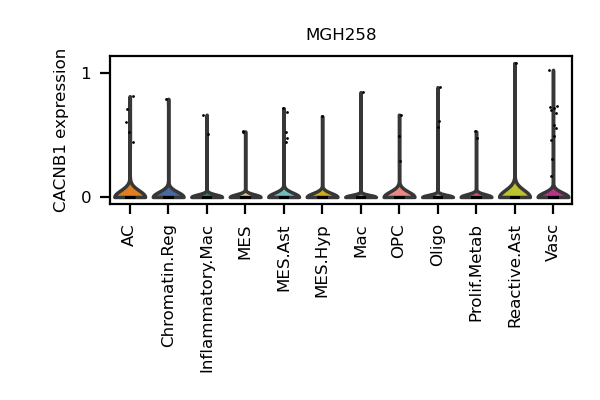 MGH258
CACNB1 expression
1
0
AC
Chromatin.Reg
Inflammatory.Mac
MES
MES.Ast
MES.Hyp
Mac
OPC
Oligo
Prolif.Metab
Reactive.Ast
Vasc